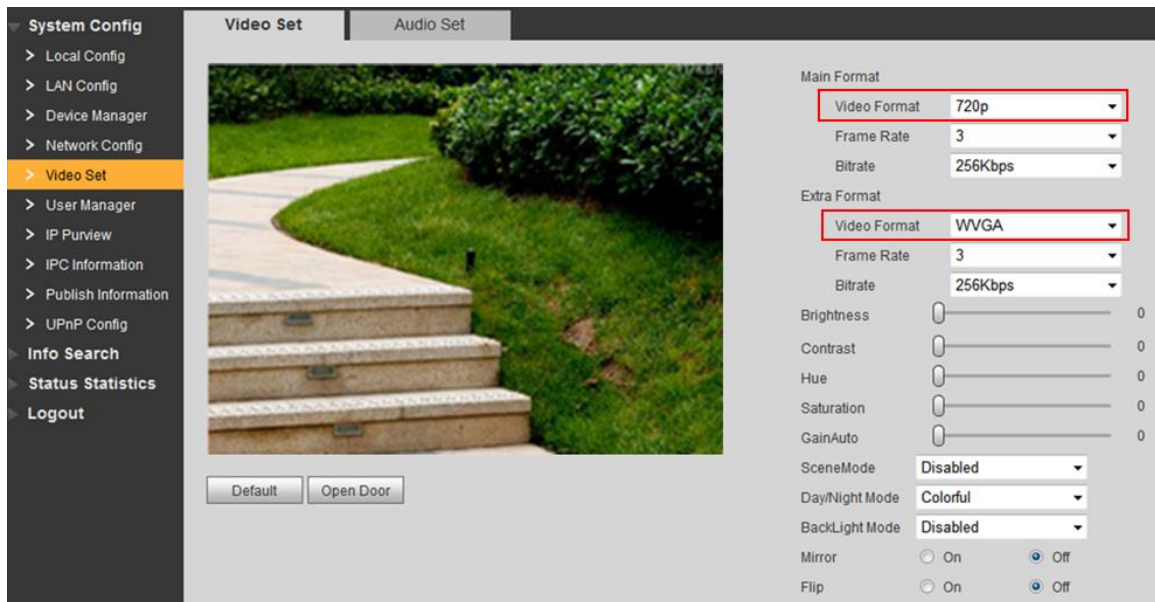 System Config
Local Config
LAN Config
Device Manager
Network Config
Video Set
User Manager
IP Purview
IPC Information
Publish Information
UPnP Config
Info Search
Status Statistics
Logout
Video Set Audio Set
Default Open Door
Main Format
Video Format 720p
Frame Rate 3
Bitrate 256Kbps
Extra Format
Video Format WVGA
Frame Rate 3
Bitrate 256Kbps
Brightness 0
Contrast 0
Hue 0
Saturation 0
GainAuto 0
SceneMode Disabled
Day/Night Mode Colorful
BackLight Mode Disabled
Mirror On Off
Flip On Off